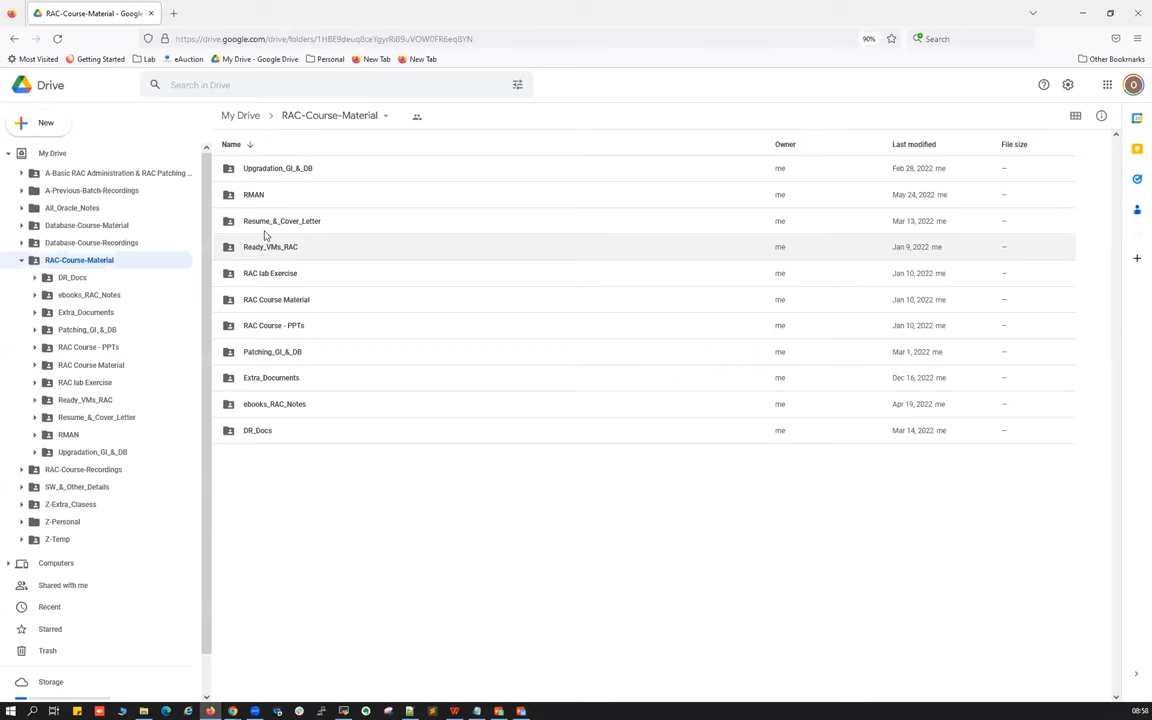 RAC-Course-Material - Google
https://drive.google.com/drive/folders/
90%
Search
Most Visited
Getting Started
Lab
eAuction
My Drive - Google Drive
Personal
New Tab
New Tab
Other Bookmarks
Drive
Search in Drive
O
New
My Drive > RAC-Course-Material
My Drive
A-Basic RAC Administration & RAC Patching ...
A-Previous-Batch-Recordings
All_Oracle_Notes
Database-Course-Material
Database-Course-Recordings
RAC-Course-Material
DR_Docs
ebooks_RAC_Notes
Extra_Documents
Patching_GI_&_DB
RAC Course - PPTs
RAC Course Material
RAC lab Exercise
Ready_VMs_RAC
Resume_&_Cover_Letter
RMAN
Upgradation_GI_&_DB
RAC-Course-Recordings
SW_&_Other_Details
Z-Extra_Clasess
Z-Personal
Z-Temp
Computers
Shared with me
Recent
Starred
Trash
Storage
Name Owner Last modified File size
Upgradation_GI_&_DB me Feb 28, 2022 me –
RMAN me May 24, 2022 me –
Resume_&_Cover_Letter me Mar 13, 2022 me –
Ready_VMs_RAC me Jan 9, 2022 me –
RAC lab Exercise me Jan 10, 2022 me –
RAC Course Material me Jan 10, 2022 me –
RAC Course - PPTs me Jan 10, 2022 me –
Patching_GI_&_DB me Mar 1, 2022 me –
Extra_Documents me Dec 16, 2022 me –
ebooks_RAC_Notes me Apr 19, 2022 me –
DR_Docs me Mar 14, 2022 me –
08:58